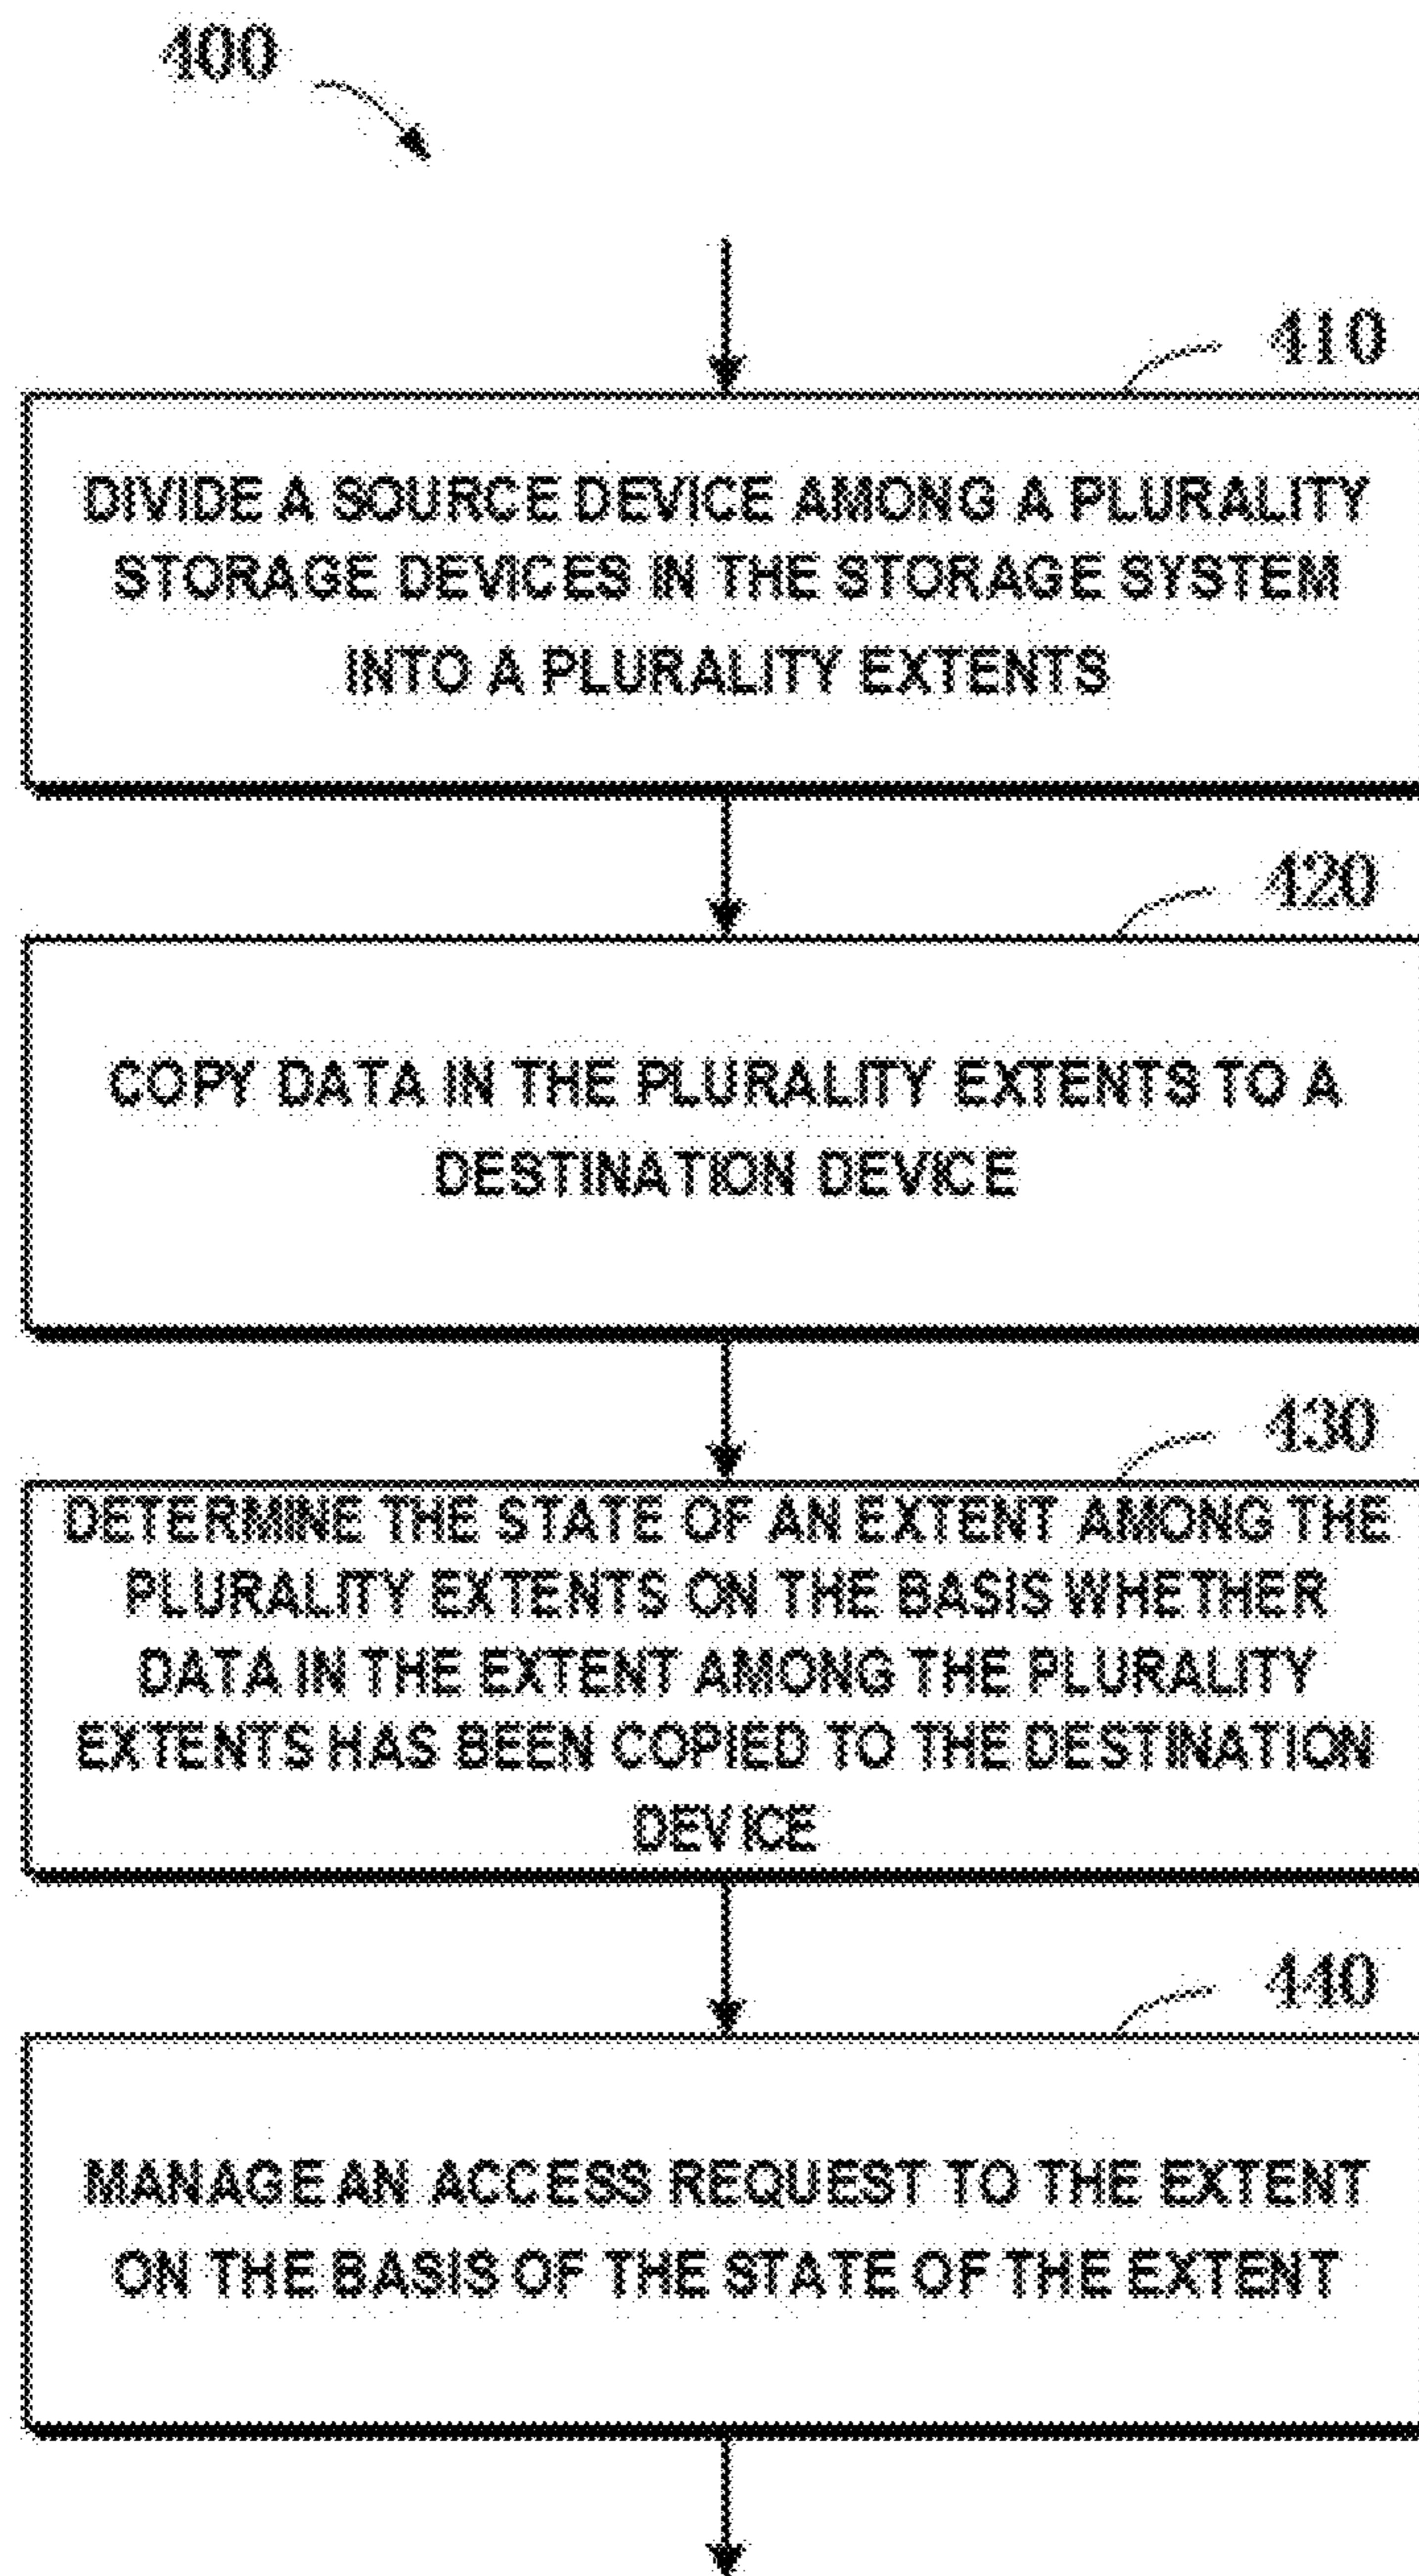 400
410
DIVIDE A SOURCE DEVICE AMONG A PLURALITY
STORAGE DEVICES IN THE STORAGE SYSTEM
INTO A PLURALITY EXTENTS
420
COPY DATA IN THE PLURALITY EXTENTS TO A
DESTINATION DEVICE
430
DETERMINE THE STATE OF AN EXTENT AMONG THE
PLURALITY EXTENTS ON THE BASIS WHETHER
DATA IN THE EXTENT AMONG THE PLURALITY
EXTENTS HAS BEEN COPIED TO THE DESTINATION
DEVICE
440
MANAGE AN ACCESS REQUEST TO THE EXTENT
ON THE BASIS OF THE STATE OF THE EXTENT